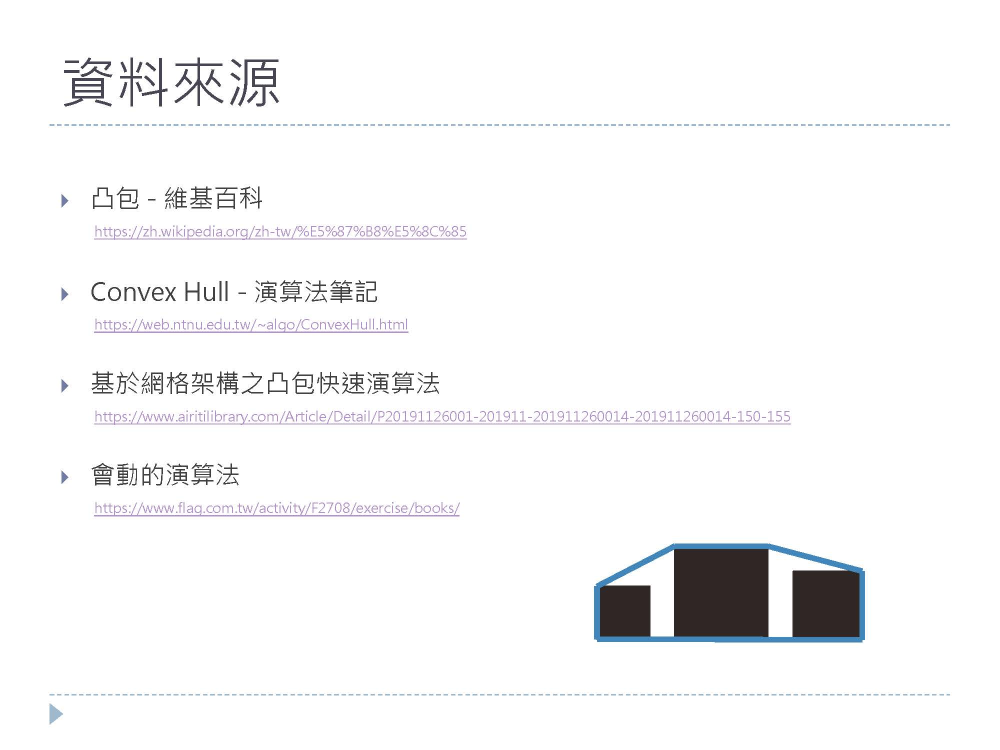 資料來源
凸包 - 維基百科
https://zh.wikipedia.org/zh-tw/%E5%87%B8%E5%8C%85
Convex Hull - 演算法筆記
https://web.ntnu.edu.tw/~algo/ConvexHull.html
基於網格架構之凸包快速演算法
https://www.airitilibrary.com/Article/Detail/P20191126001-201911-201911260014-201911260014-150-155
會動的演算法
https://www.flag.com.tw/activity/F2708/exercise/books/